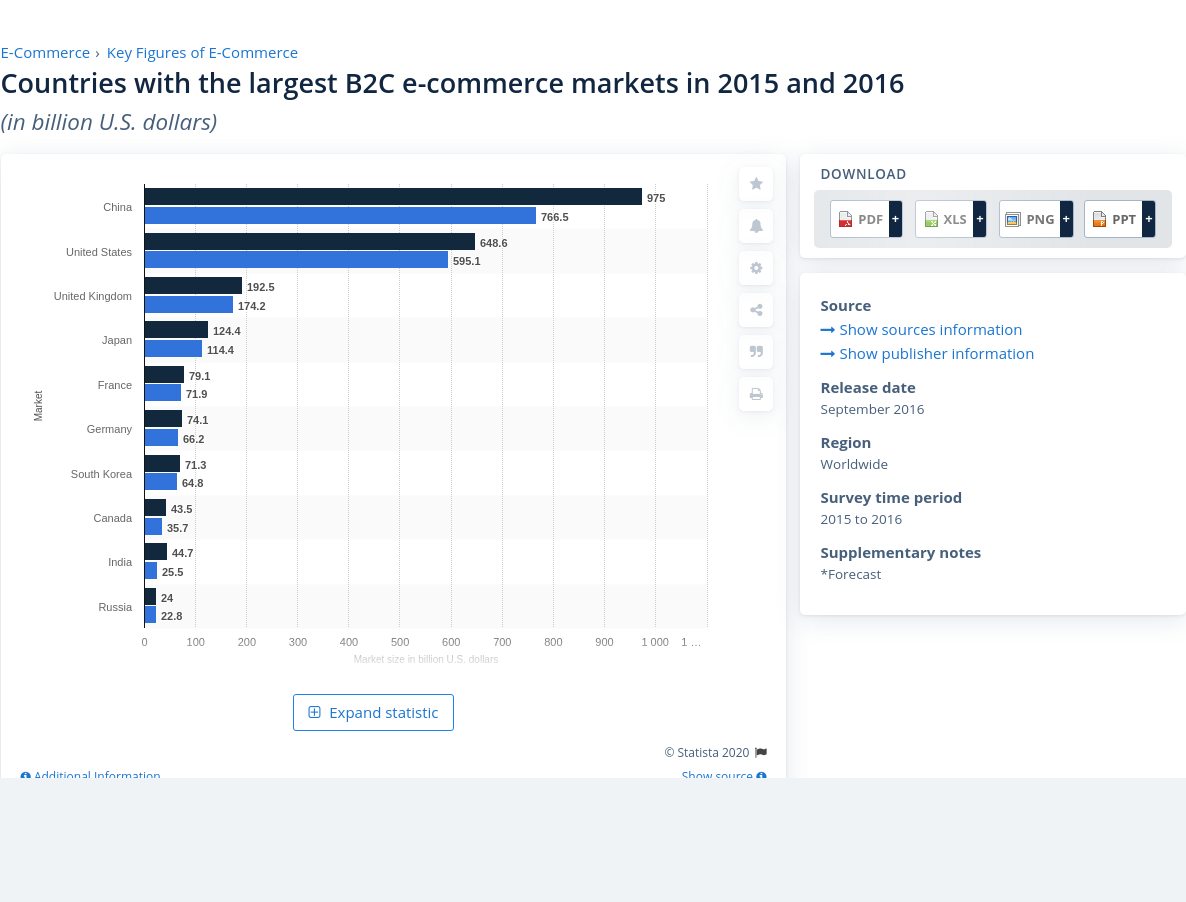 E-Commerce › Key Figures of E-Commerce
Countries with the largest B2C e-commerce markets in 2015 and 2016
(in billion U.S. dollars)
Market
China
975
766.5
United States
648.6
595.1
United Kingdom
192.5
174.2
Japan
124.4
114.4
France
79.1
71.9
Germany
74.1
66.2
South Korea
71.3
64.8
Canada
43.5
35.7
India
44.7
25.5
Russia
24
22.8
0 100 200 300 400 500 600 700 800 900 1 000 1 …
Market size in billion U.S. dollars
Expand statistic
© Statista 2020
Additional Information
Show source
DOWNLOAD
PDF + XLS + PNG + PPT +
Source
Show sources information
Show publisher information
Release date
September 2016
Region
Worldwide
Survey time period
2015 to 2016
Supplementary notes
*Forecast